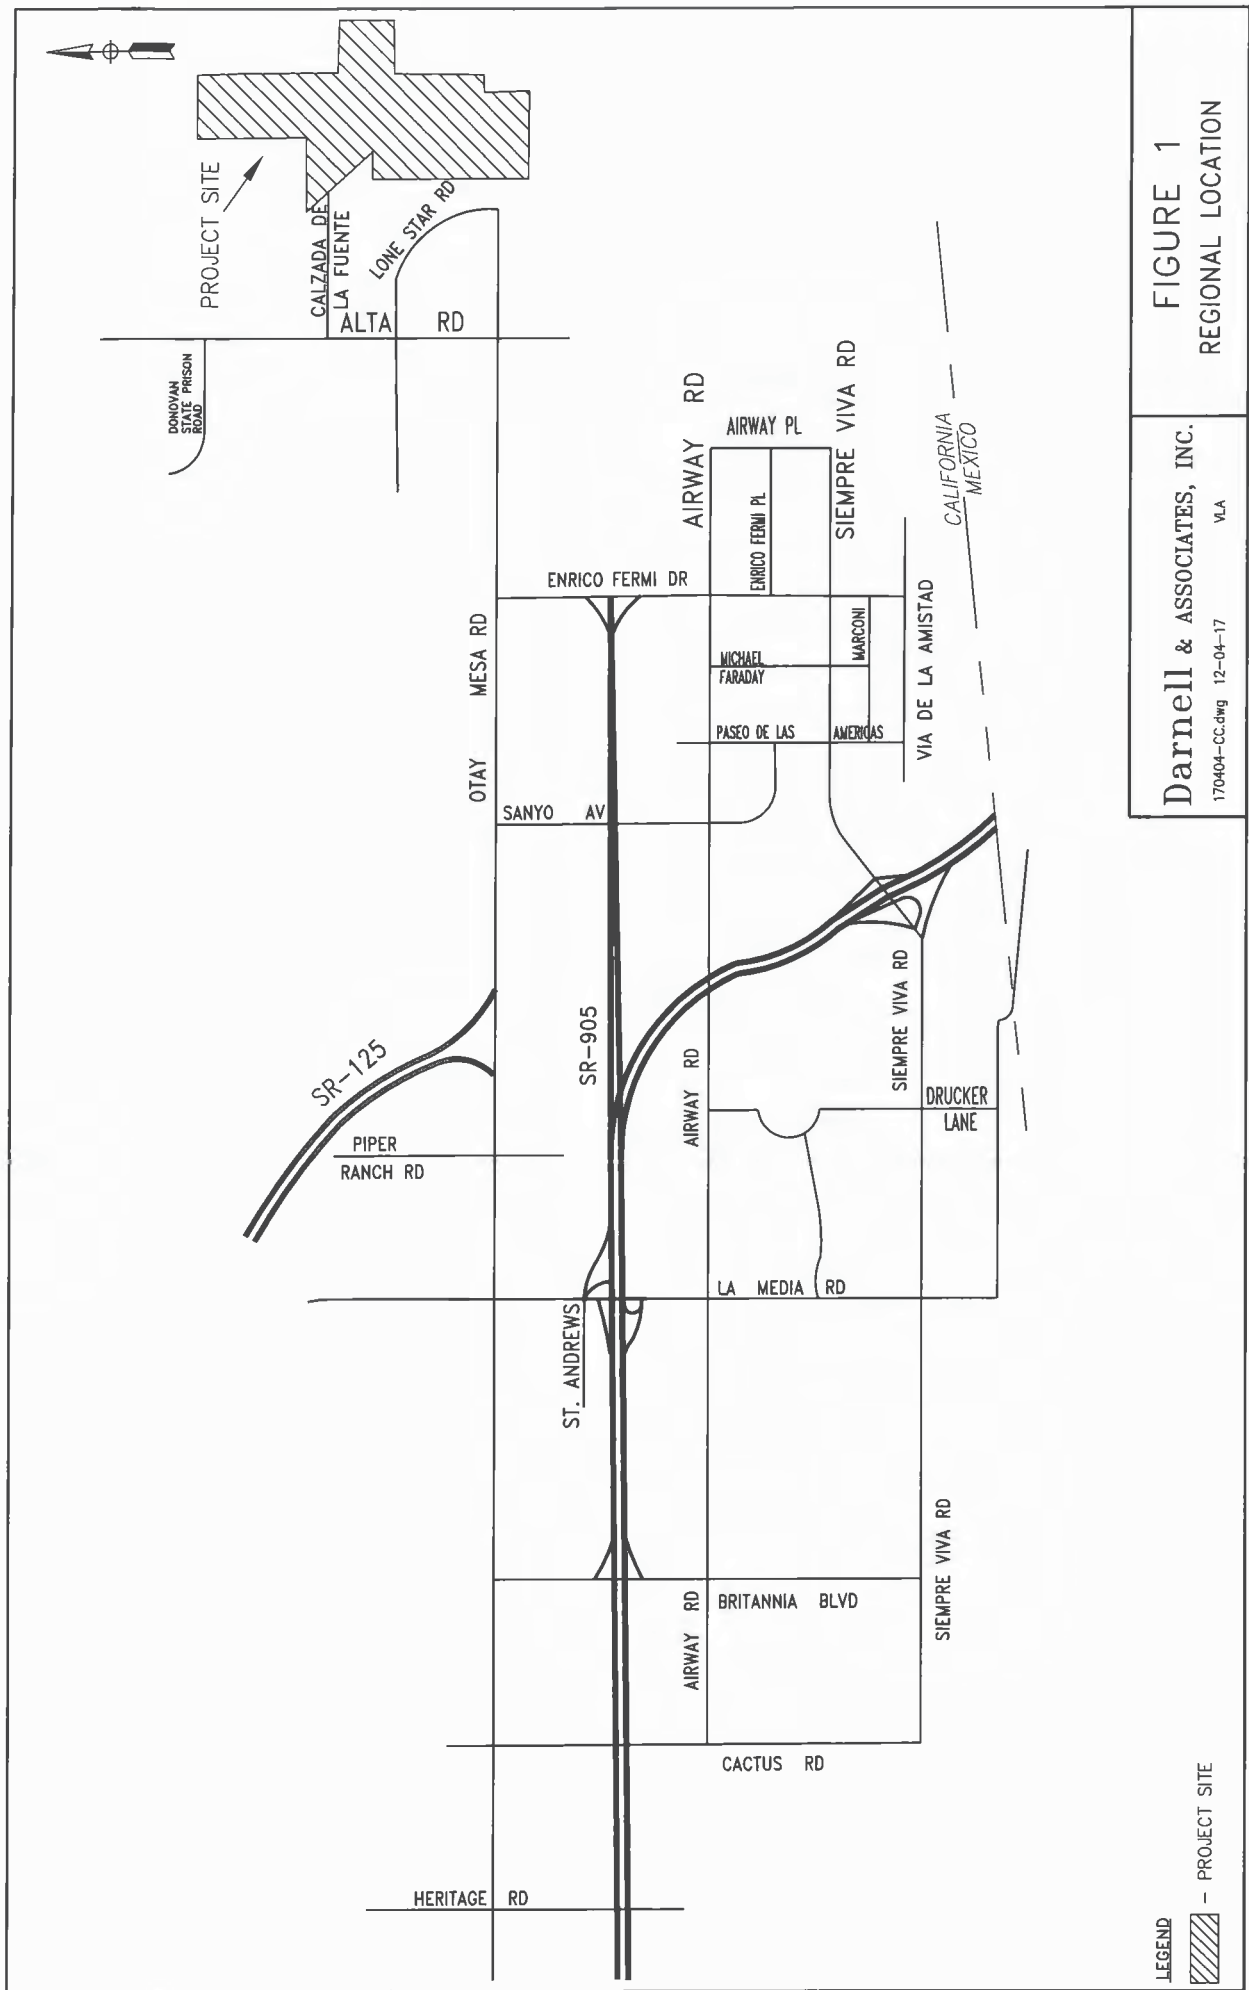 PROJECT SITE
DONOVAN
STATE PRISON
ROAD
CALZADA DE
LA FUENTE
LONE STAR RD
ALTA RD
SR-125
PIPER
RANCH RD
HERITAGE RD
OTAY MESA RD
ENRICO FERMI DR
SANYO AV
SR-905
ST. ANDREWS
AIRWAY RD
AIRWAY RD
AIRWAY RD
AIRWAY PL
ENRICO FERMI PL
SIEMPRE VIVA RD
MICHAEL
FARADAY
MARCONI
PASEO DE LAS AMERICAS
VIA DE LA AMISTAD
LA MEDIA RD
BRITANNIA BLVD
CACTUS RD
SIEMPRE VIVA RD
DRUCKER
LANE
SIEMPRE VIVA RD
CALIFORNIA
MEXICO
LEGEND
- PROJECT SITE
Darnell & ASSOCIATES, INC.
170404-CC.dwg 12-04-17 VLA
FIGURE 1
REGIONAL LOCATION